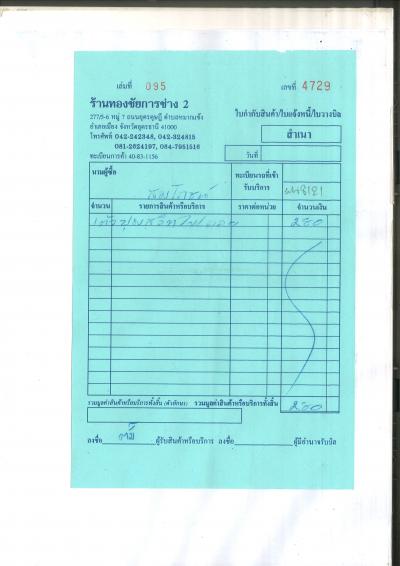 เล่มที่ 095
เลขที่ 4729
ร้านทองชัยการช่าง 2
277/5-6 หมู่ 7 ถนนอุดรดุษฎี ตำบลหมากแข้ง
อำเภอเมือง จังหวัดอุดรธานี 41000
โทรศัพท์ 042-242348, 042-324815
081-2624197, 084-7951516
ทะเบียนการค้า 40-83-1156
ใบกำกับสินค้า/ใบแจ้งหนี้/ใบวางบิล
สำเนา
วันที่
นามผู้ซื้อ
ทะเบียนรถที่เข้า
รับบริการ
จำนวน รายการสินค้าหรือบริการ ราคาต่อหน่วย จำนวนเงิน
250
รวมมูลค่าสินค้าหรือบริการทั้งสิ้น (ตัวอักษร) รวมมูลค่าสินค้าหรือบริการทั้งสิ้น 250
ลงชื่อ ผู้รับสินค้าหรือบริการ ลงชื่อ ผู้มีอำนาจรับบิล